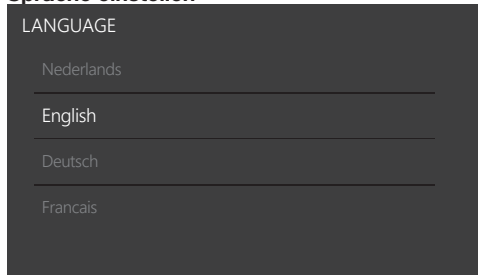 Sprache einstellen
LANGUAGE
Nederlands
English
Deutsch
Francais